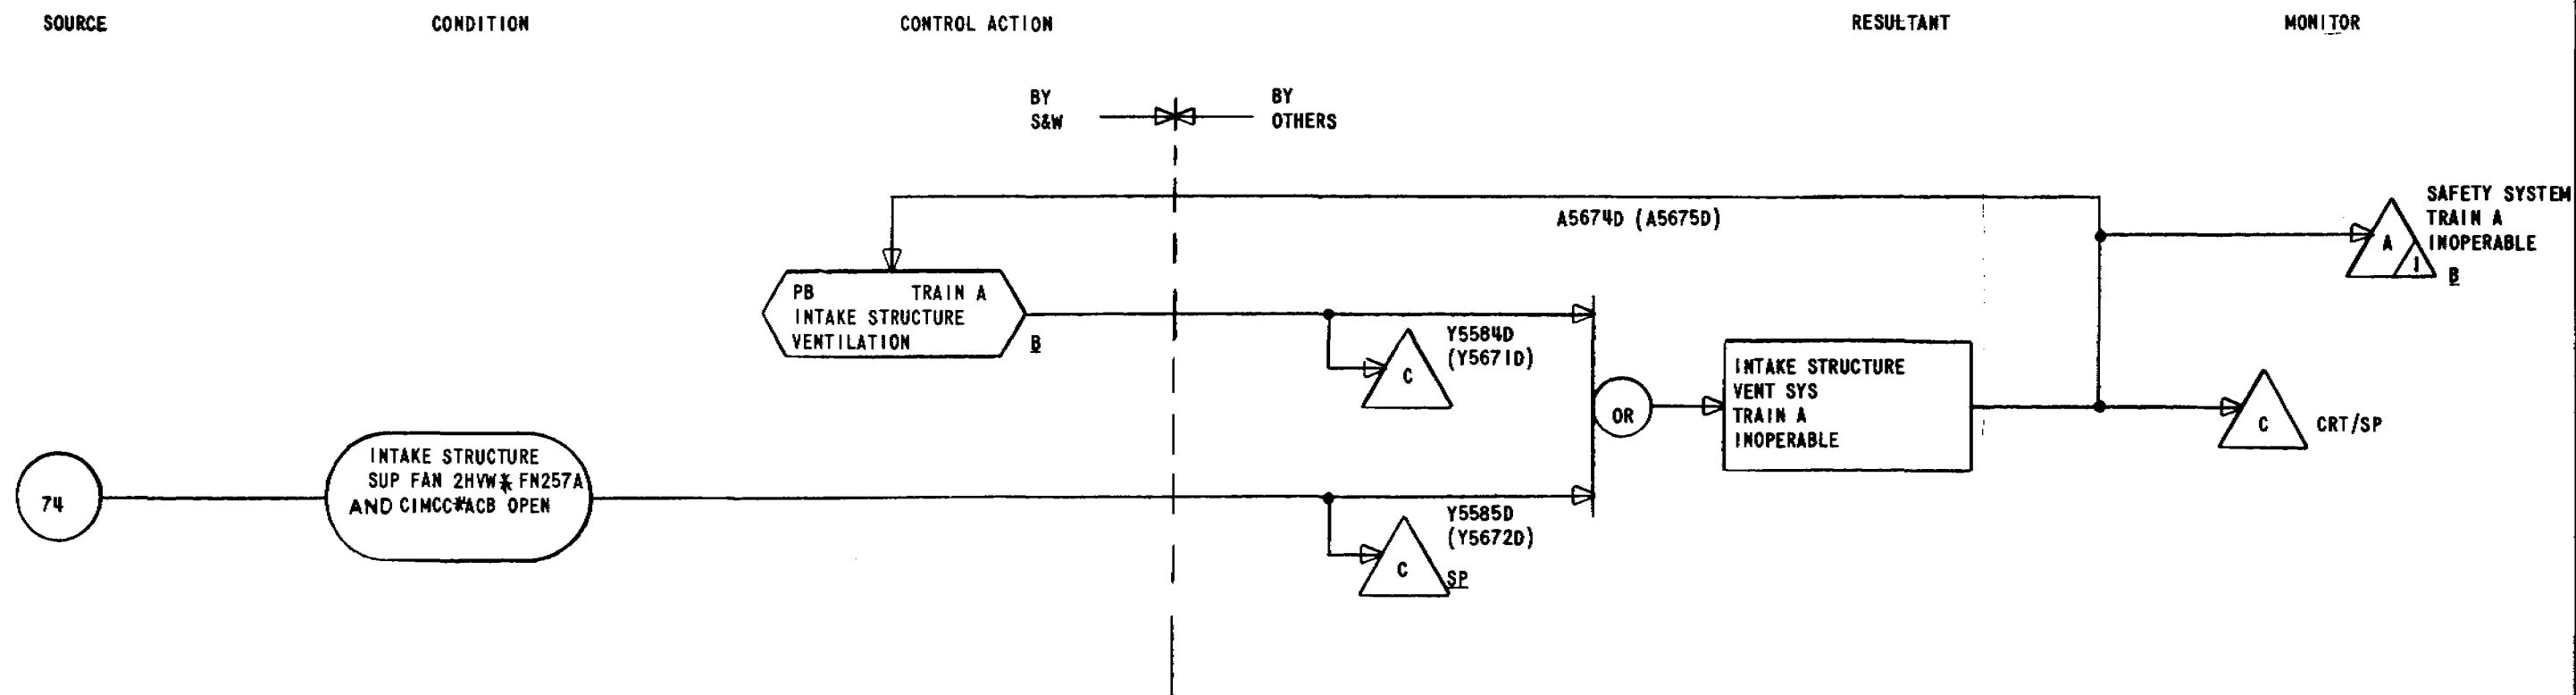 SOURCE
CONDITION
CONTROL ACTION
RESULTANT
MONITOR
BY
S&W
BY
OTHERS
A5674D (A5675D)
SAFETY SYSTEM
TRAIN A
INOPERABLE
A
1
B
PB TRAIN A
INTAKE STRUCTURE
VENTILATION
B
Y5584D
(Y5671D)
C
INTAKE STRUCTURE
VENT SYS
TRAIN A
INOPERABLE
OR
C
CRT/SP
74
INTAKE STRUCTURE
SUP FAN 2HVW* FN257A
AND CIMCC*ACB OPEN
Y5585D
(Y5672D)
C
SP